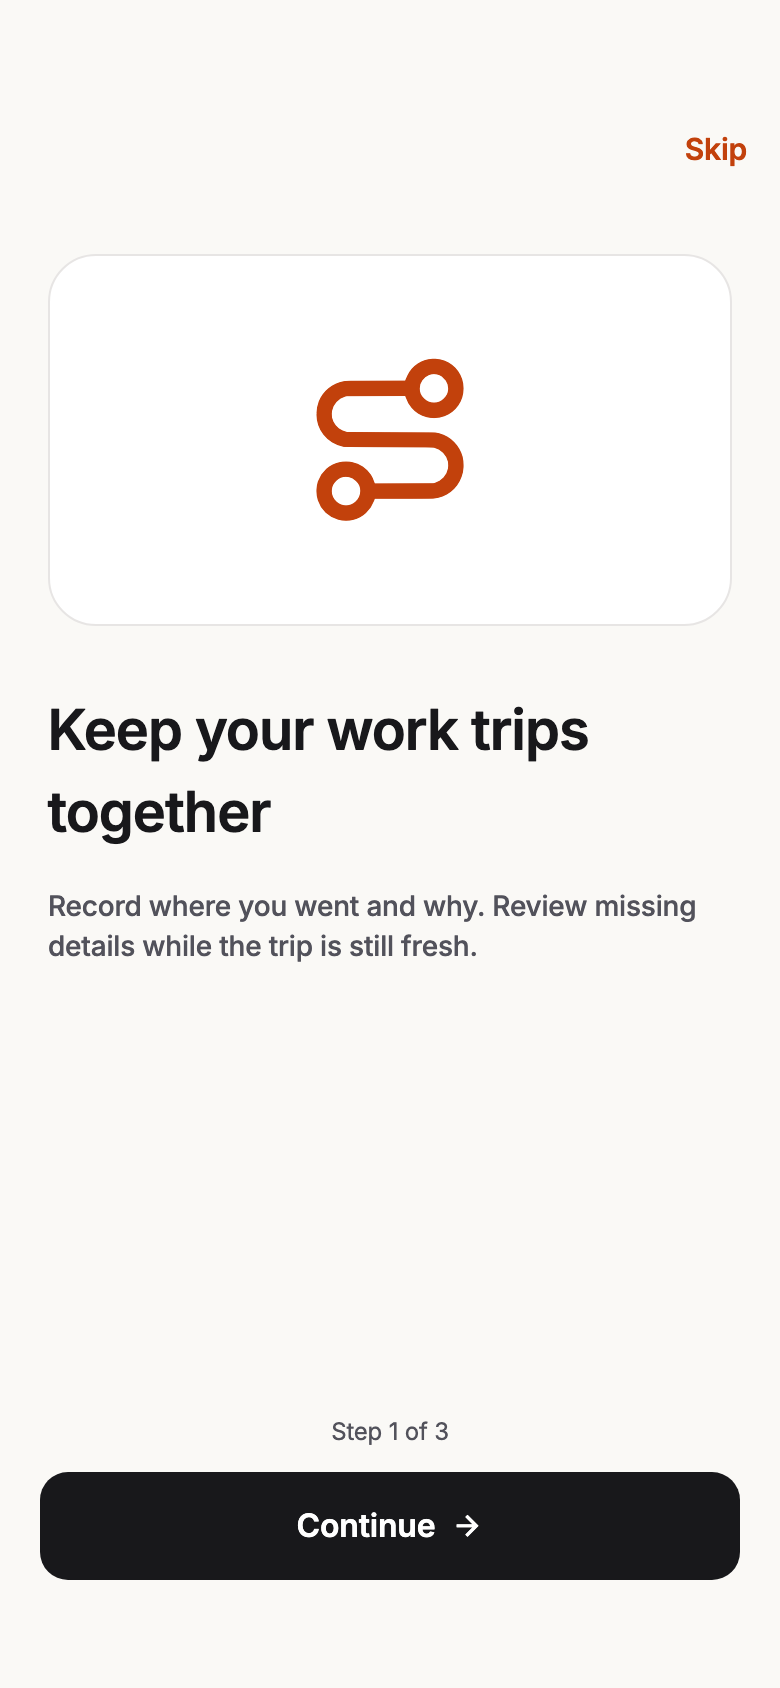 Skip
Keep your work trips
together
Record where you went and why. Review missing
details while the trip is still fresh.
Step 1 of 3
Continue →